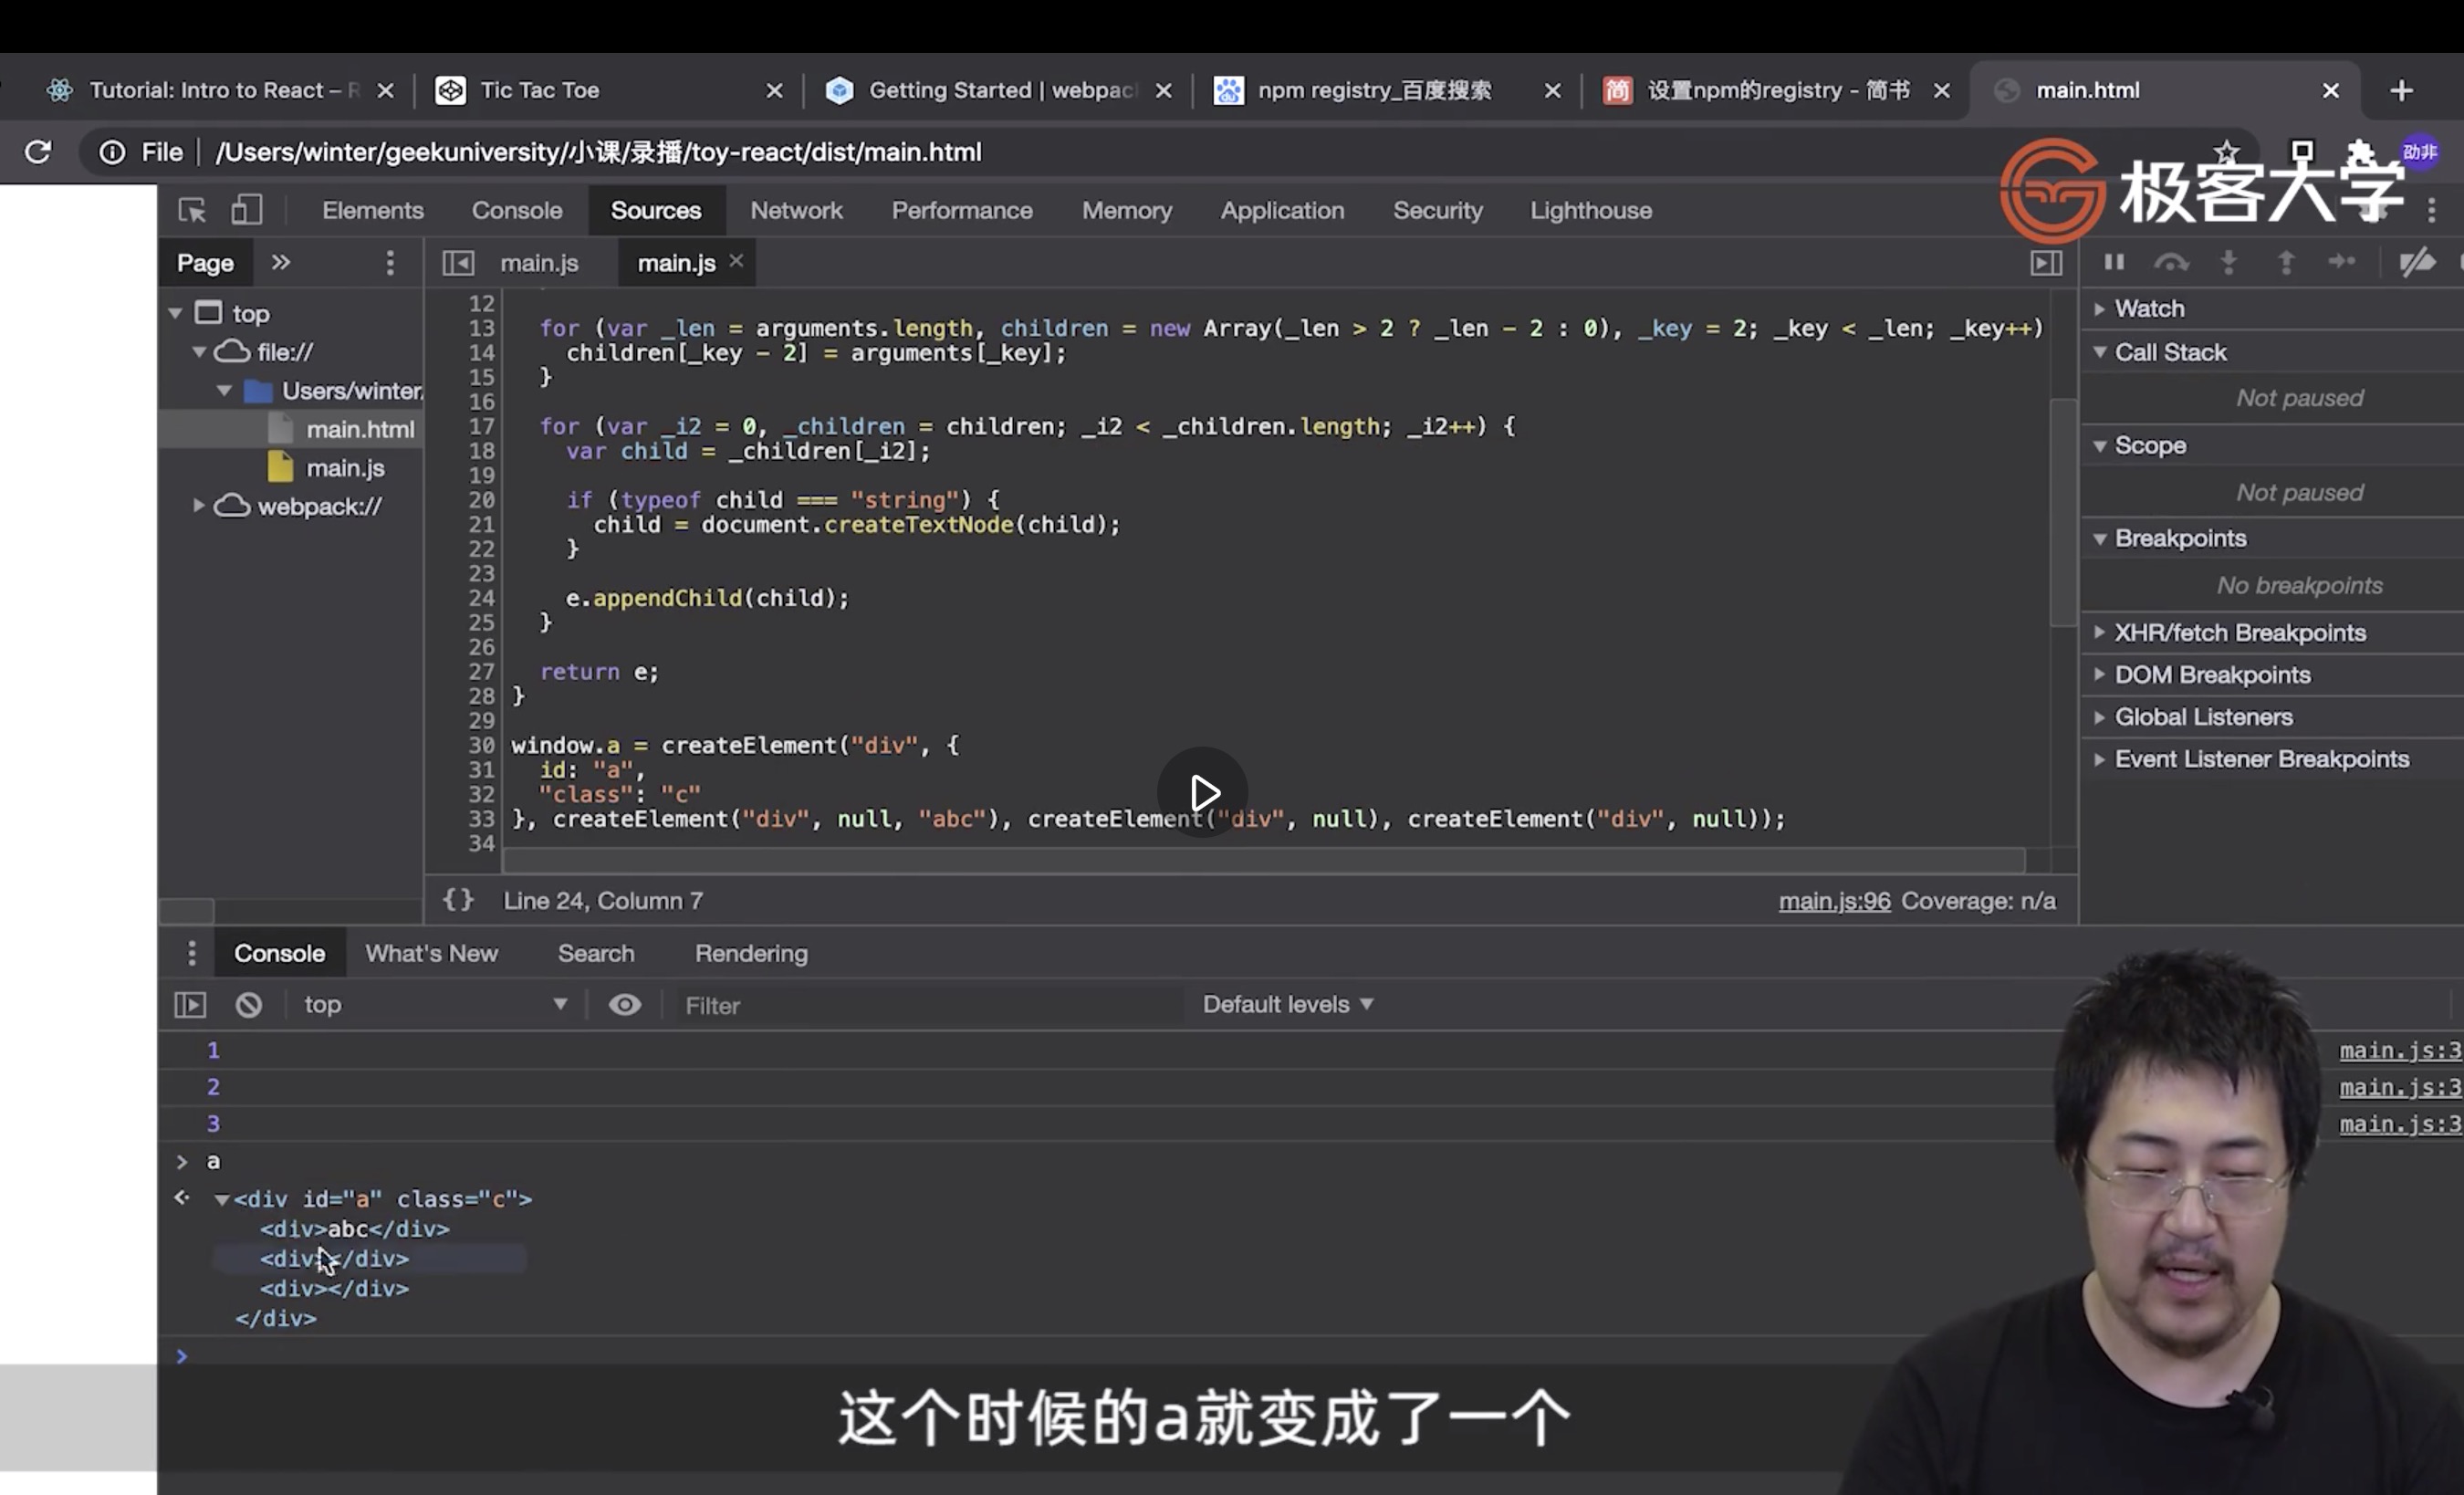 Tutorial: Intro to React – R
Tic Tac Toe
Getting Started | webpac
npm registry_百度搜索
设置npm的registry - 简书
main.html
File
/Users/winter/geekuniversity/小课/录播/toy-react/dist/main.html
劭非
极客大学
Elements
Console
Sources
Network
Performance
Memory
Application
Security
Lighthouse
Page
main.js
main.js
top
file://
Users/winter/
main.html
main.js
webpack://
12
13 for (var _len = arguments.length, children = new Array(_len > 2 ? _len - 2 : 0), _key = 2; _key < _len; _key++)
14 children[_key - 2] = arguments[_key];
15 }
16
17 for (var _i2 = 0, _children = children; _i2 < _children.length; _i2++) {
18 var child = _children[_i2];
19
20 if (typeof child === "string") {
21 child = document.createTextNode(child);
22 }
23
24 e.appendChild(child);
25 }
26
27 return e;
28 }
29
30 window.a = createElement("div", {
31 id: "a",
32 "class": "c"
33 }, createElement("div", null, "abc"), createElement("div", null), createElement("div", null));
34
{} Line 24, Column 7
main.js:96 Coverage: n/a
Watch
Call Stack
Not paused
Scope
Not paused
Breakpoints
No breakpoints
XHR/fetch Breakpoints
DOM Breakpoints
Global Listeners
Event Listener Breakpoints
Console
What's New
Search
Rendering
top
Filter
Default levels
1 main.js:3
2 main.js:3
3 main.js:3
> a
<div id="a" class="c">
<div>abc</div>
<div></div>
<div></div>
</div>
>
这个时候的a就变成了一个